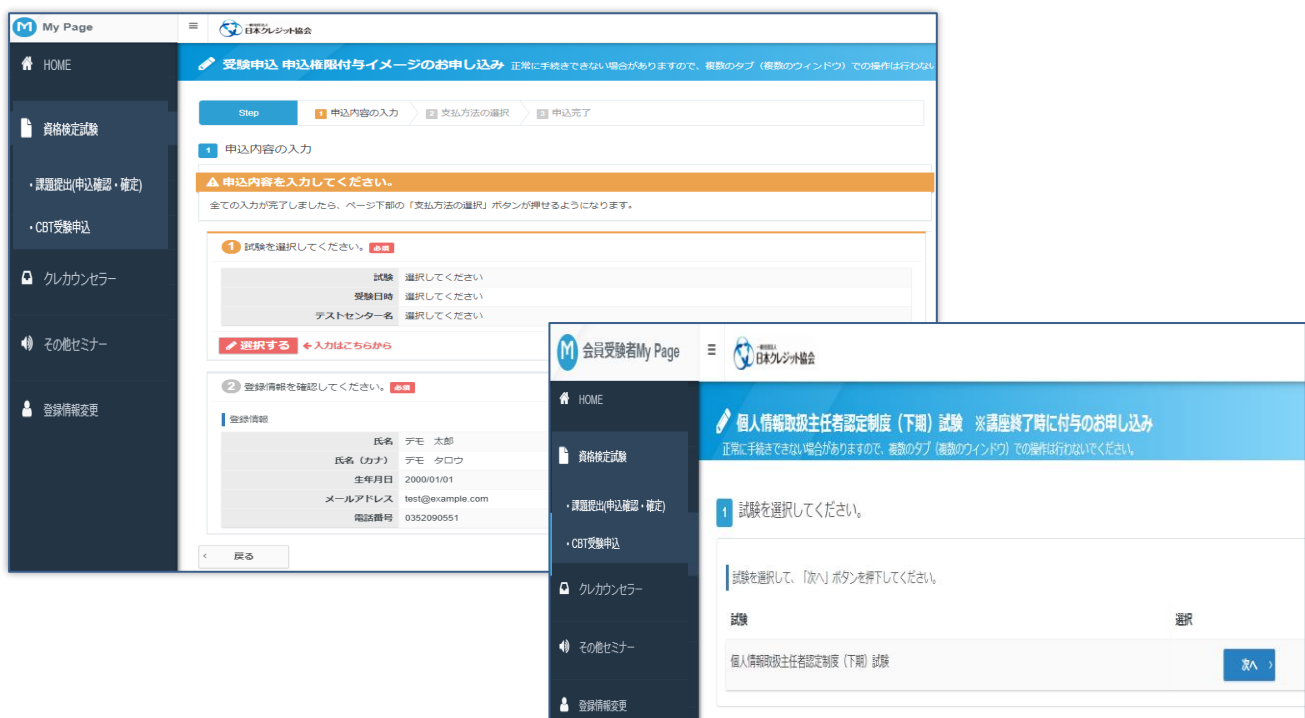 My Page
一般社団法人
日本クレジット協会
HOME
資格検定試験
・課題提出(申込確認・確定)
・CBT受験申込
クレカウンセラー
その他セミナー
登録情報変更
受験申込 申込権限付与イメージのお申し込み 正常に手続きできない場合がありますので、複数のタブ（複数のウィンドウ）での操作は行わない
Step 1 申込内容の入力 2 支払方法の選択 3 申込完了
1 申込内容の入力
申込内容を入力してください。
全ての入力が完了しましたら、ページ下部の「支払方法の選択」ボタンが押せるようになります。
1 試験を選択してください。 必須
試験 選択してください
受験日時 選択してください
テストセンター名 選択してください
選択する ←入力はこちらから
2 登録情報を確認してください。 必須
登録情報
氏名 デモ 太郎
氏名（カナ） デモ タロウ
生年月日 2000/01/01
メールアドレス test@example.com
電話番号 0352090551
‹ 戻る
会員受験者My Page
一般社団法人
日本クレジット協会
HOME
資格検定試験
・課題提出(申込確認・確定)
・CBT受験申込
クレカウンセラー
その他セミナー
登録情報変更
個人情報取扱主任者認定制度（下期）試験 ※講座終了時に付与のお申し込み
正常に手続きできない場合がありますので、複数のタブ（複数のウィンドウ）での操作は行わないでください。
1 試験を選択してください。
試験を選択して、「次へ」ボタンを押下してください。
試験 選択
個人情報取扱主任者認定制度（下期）試験 次へ ›